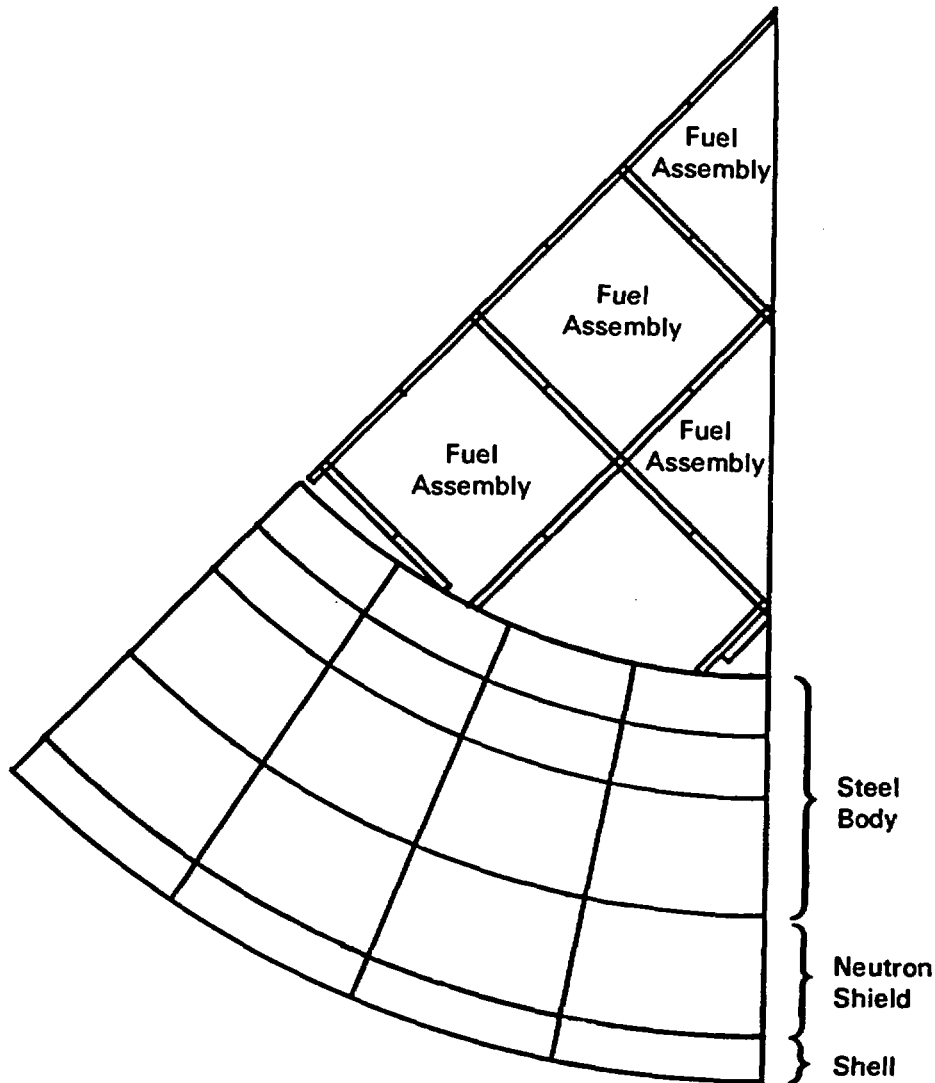 Fuel
Assembly
Fuel
Assembly
Fuel
Assembly
Fuel
Assembly
Steel
Body
Neutron
Shield
Shell